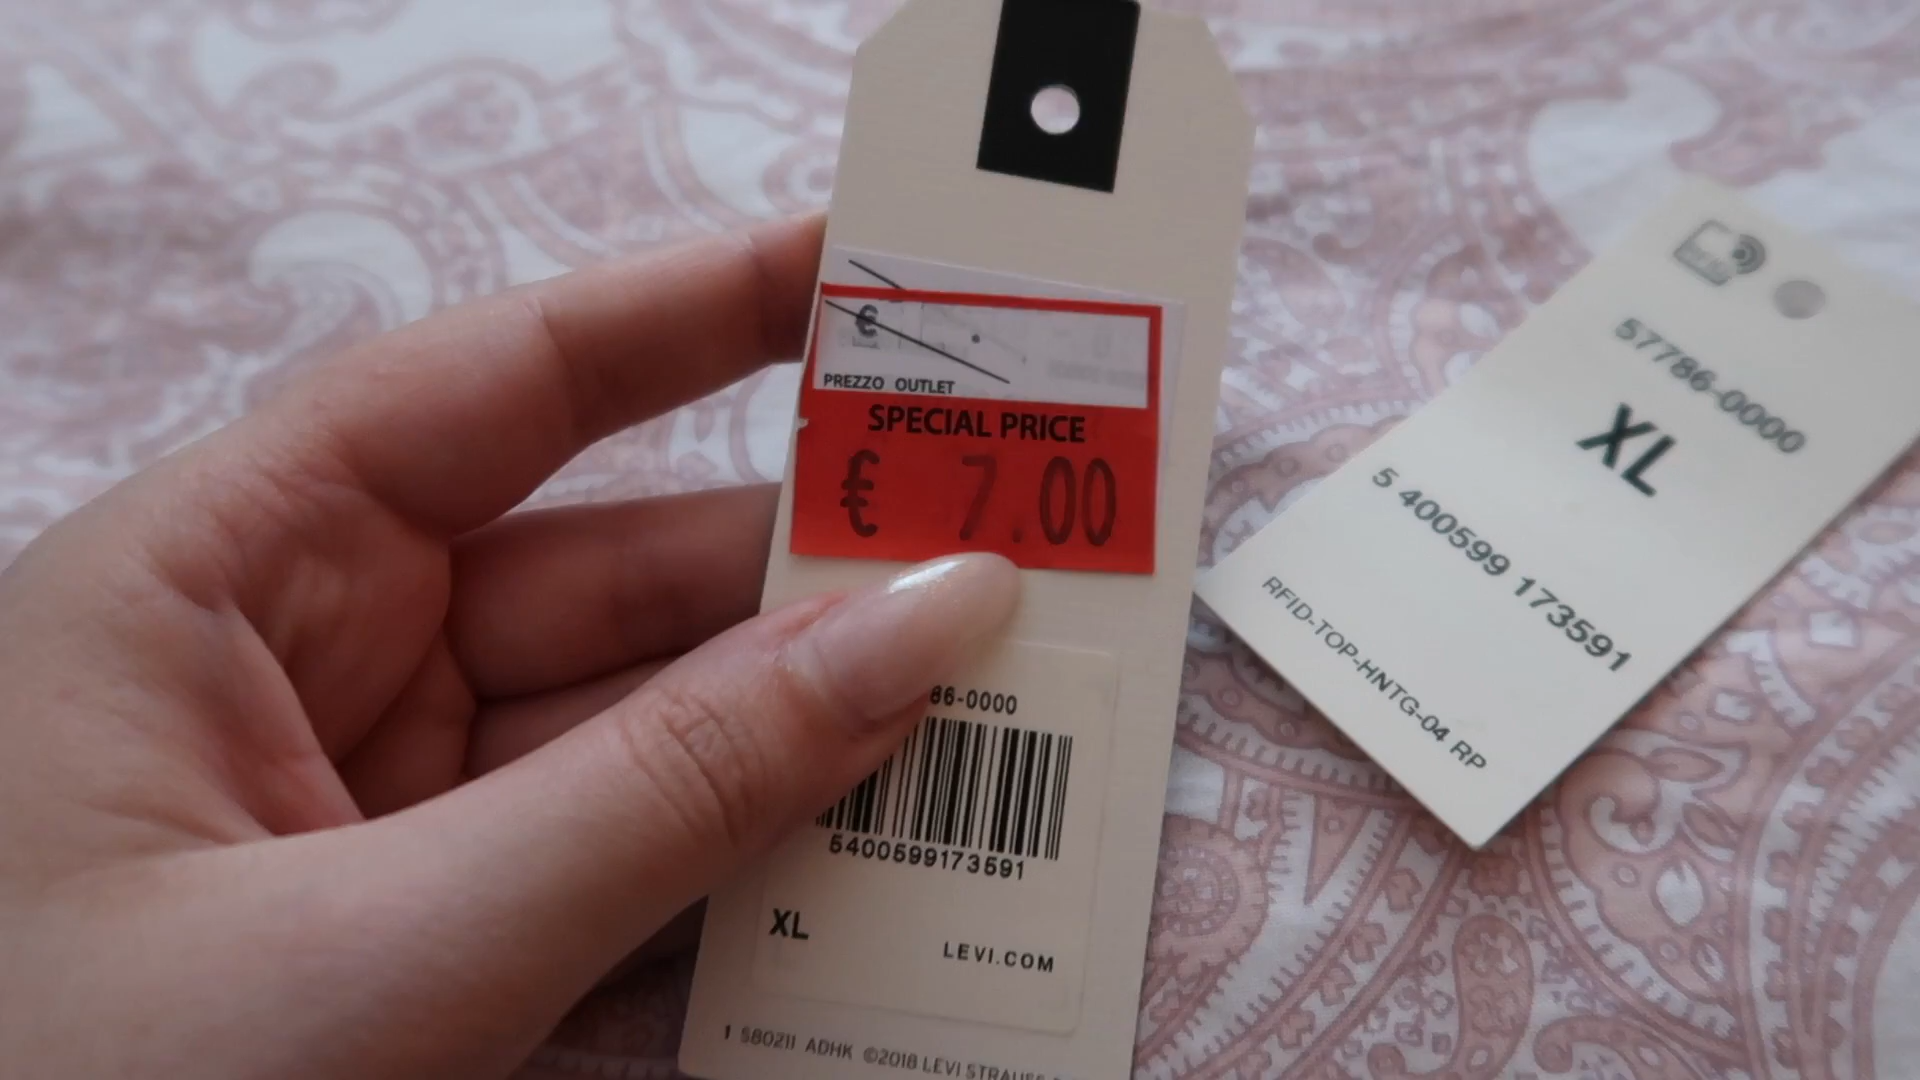 € .
PREZZO OUTLET
SPECIAL PRICE
€ 7.00
86-0000
5400599173591
XL
LEVI.COM
1 580211 ADHK ©2018 LEVI STRAUSS
57786-0000
XL
5 400599 173591
RFID-TOP-HNTG-04 RP